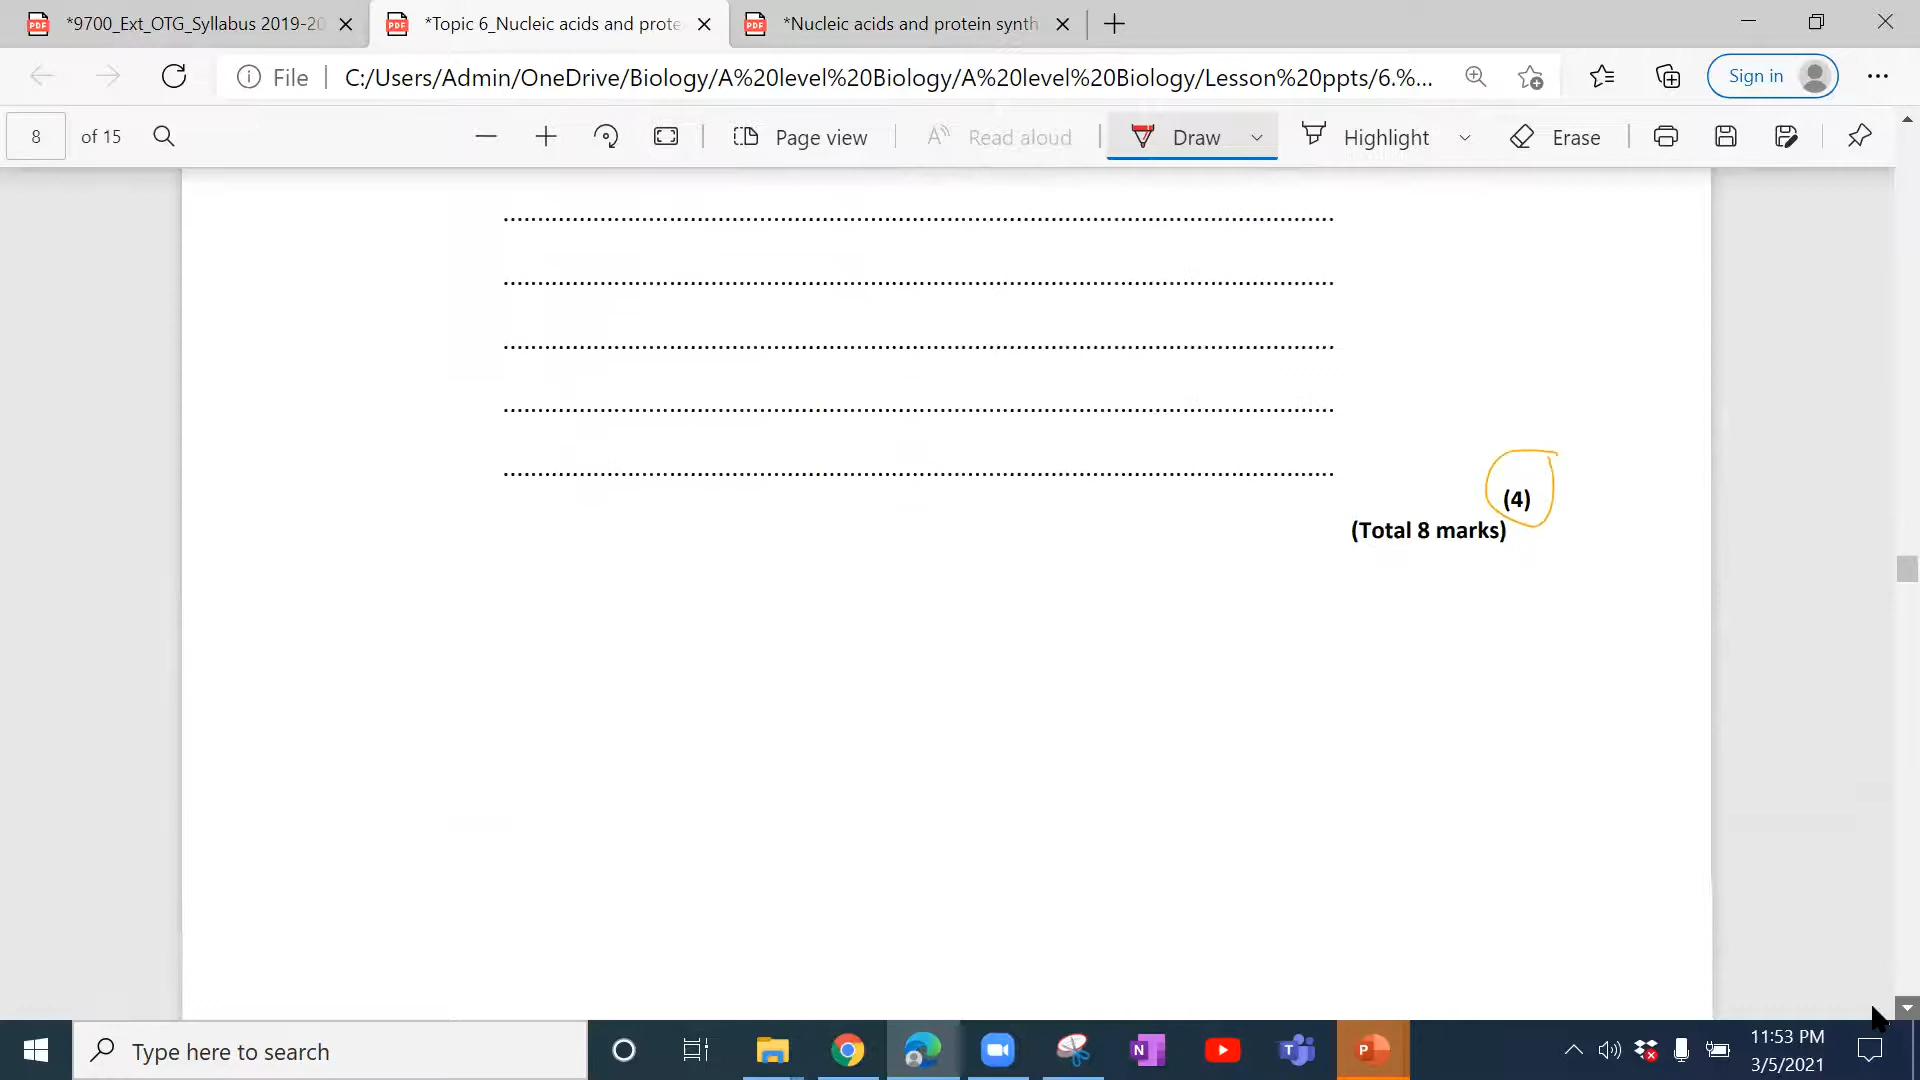 *9700_Ext_OTG_Syllabus 2019-20
*Topic 6_Nucleic acids and prote
*Nucleic acids and protein synth
File
C:/Users/Admin/OneDrive/Biology/A%20level%20Biology/A%20level%20Biology/Lesson%20ppts/6.%...
Sign in
8 of 15
Page view
Read aloud
Draw
Highlight
Erase
(4)
(Total 8 marks)
Type here to search
11:53 PM
3/5/2021